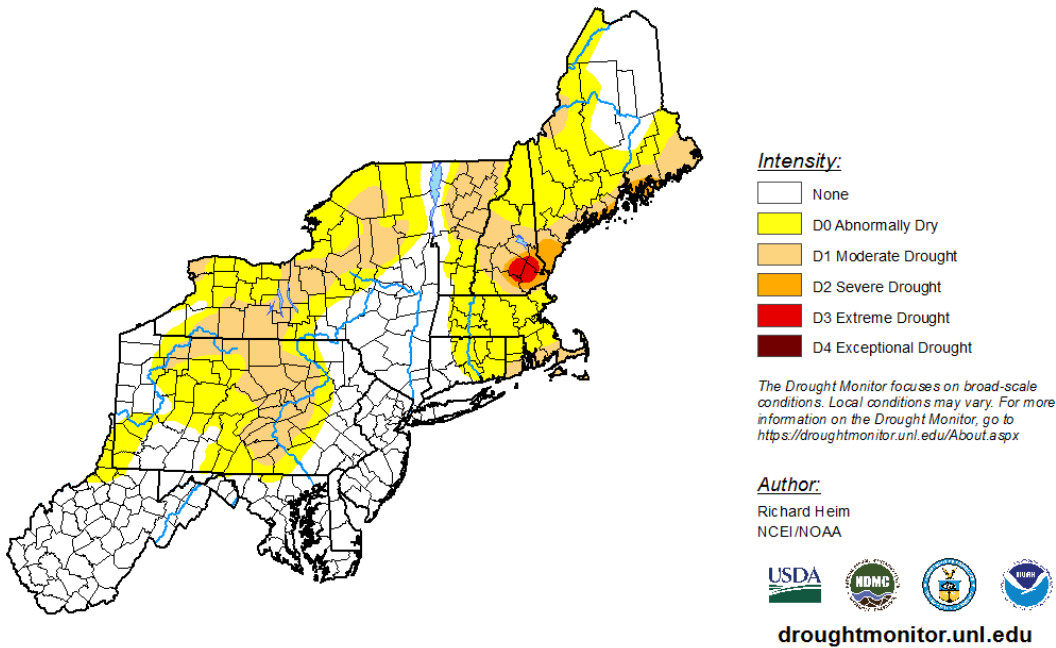 Intensity:
None
D0 Abnormally Dry
D1 Moderate Drought
D2 Severe Drought
D3 Extreme Drought
D4 Exceptional Drought
The Drought Monitor focuses on broad-scale
conditions. Local conditions may vary. For more
information on the Drought Monitor, go to
https://droughtmonitor.unl.edu/About.aspx
Author:
Richard Heim
NCEI/NOAA
USDA
NDMC
NOAA
droughtmonitor.unl.edu